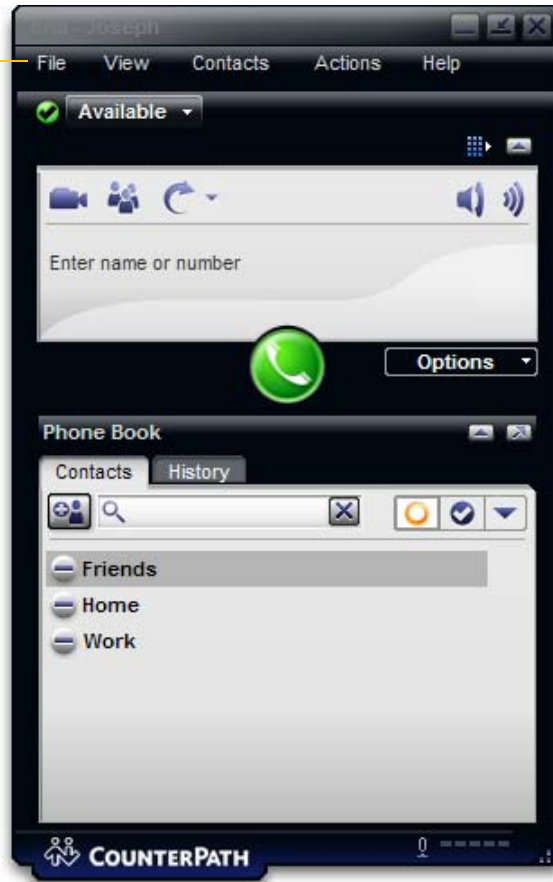 Joseph
File View Contacts Actions Help
Available
Enter name or number
Options
Phone Book
Contacts History
Friends
Home
Work
COUNTERPATH